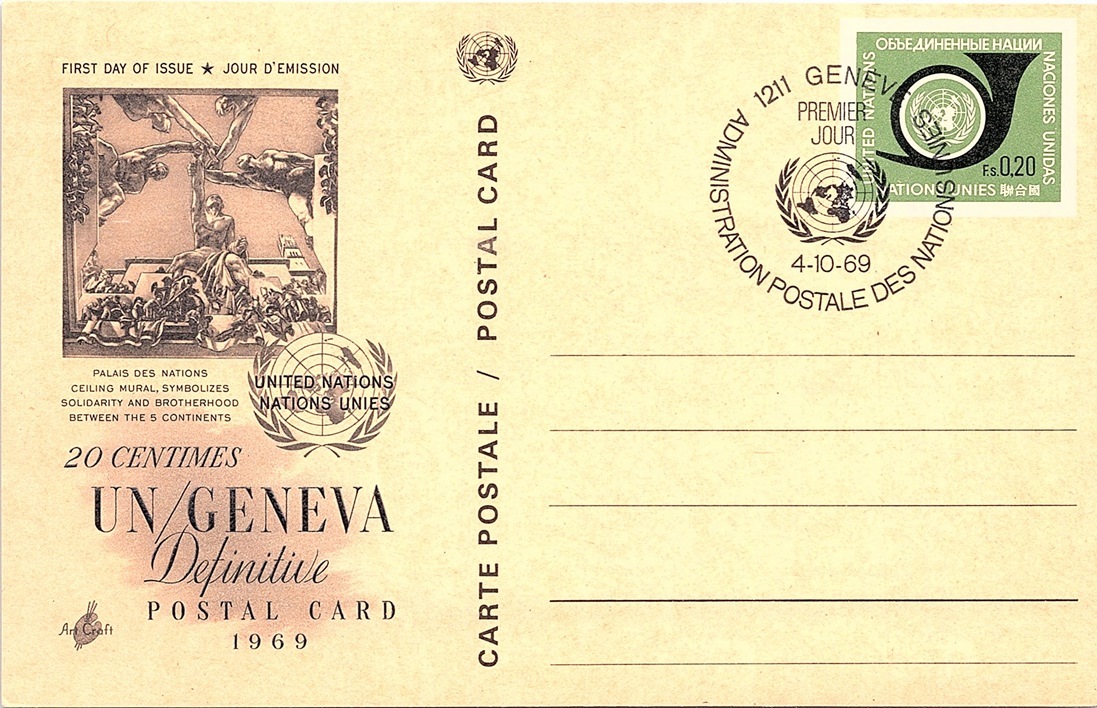 FIRST DAY OF ISSUE ★ JOUR D'EMISSION
PALAIS DES NATIONS
CEILING MURAL, SYMBOLIZES
SOLIDARITY AND BROTHERHOOD
BETWEEN THE 5 CONTINENTS
UNITED NATIONS
NATIONS UNIES
20 CENTIMES
UN/GENEVA
Definitive
POSTAL CARD
1969
Art Craft
CARTE POSTALE / POSTAL CARD
1211 GENEVE
PREMIER
JOUR
4-10-69
ADMINISTRATION POSTALE DES NATIONS UNIES
ОБЪЕДИНЕННЫЕ НАЦИИ
UNITED NATIONS
NACIONES UNIDAS
F.s.0,20
NATIONS UNIES 聯合國